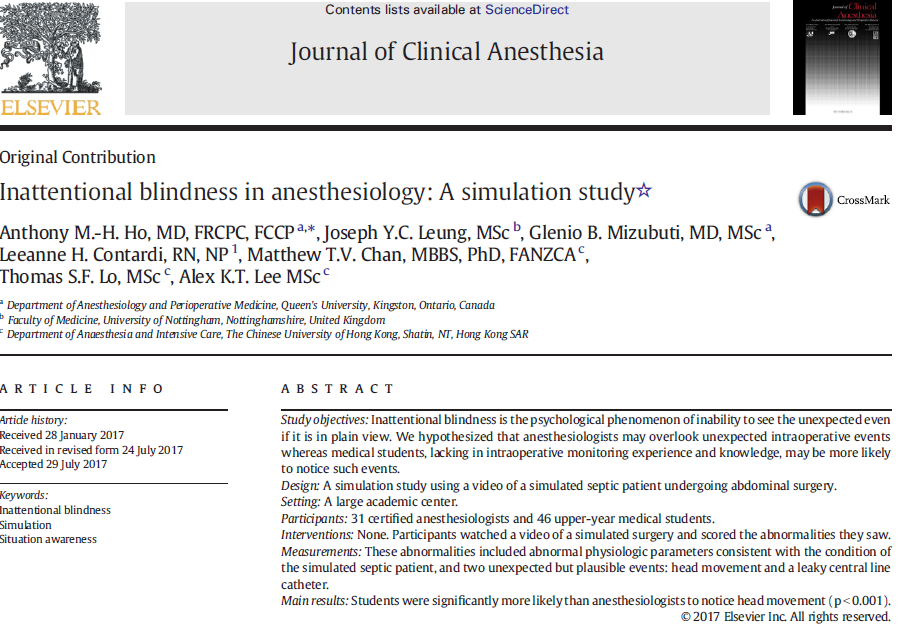 Contents lists available at ScienceDirect
Journal of Clinical Anesthesia
ELSEVIER
Original Contribution
Inattentional blindness in anesthesiology: A simulation study☆
CrossMark
Anthony M.-H. Ho, MD, FRCPC, FCCP a,*, Joseph Y.C. Leung, MSc b, Glenio B. Mizubuti, MD, MSc a,
Leeanne H. Contardi, RN, NP 1, Matthew T.V. Chan, MBBS, PhD, FANZCA c,
Thomas S.F. Lo, MSc c, Alex K.T. Lee MSc c
a Department of Anesthesiology and Perioperative Medicine, Queen's University, Kingston, Ontario, Canada
b Faculty of Medicine, University of Nottingham, Nottinghamshire, United Kingdom
c Department of Anaesthesia and Intensive Care, The Chinese University of Hong Kong, Shatin, NT, Hong Kong SAR
ARTICLE INFO
Article history:
Received 28 January 2017
Received in revised form 24 July 2017
Accepted 29 July 2017
Keywords:
Inattentional blindness
Simulation
Situation awareness
ABSTRACT
Study objectives: Inattentional blindness is the psychological phenomenon of inability to see the unexpected even
if it is in plain view. We hypothesized that anesthesiologists may overlook unexpected intraoperative events
whereas medical students, lacking in intraoperative monitoring experience and knowledge, may be more likely
to notice such events.
Design: A simulation study using a video of a simulated septic patient undergoing abdominal surgery.
Setting: A large academic center.
Participants: 31 certified anesthesiologists and 46 upper-year medical students.
Interventions: None. Participants watched a video of a simulated surgery and scored the abnormalities they saw.
Measurements: These abnormalities included abnormal physiologic parameters consistent with the condition of
the simulated septic patient, and two unexpected but plausible events: head movement and a leaky central line
catheter.
Main results: Students were significantly more likely than anesthesiologists to notice head movement (p < 0.001).
© 2017 Elsevier Inc. All rights reserved.
Journal of Clinical
Anesthesia